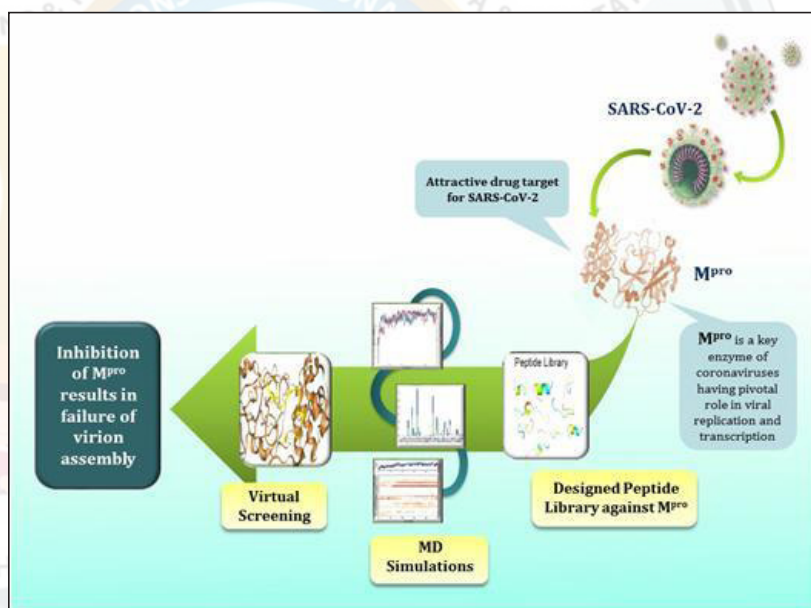 SARS-CoV-2
Attractive drug target
for SARS-CoV-2
Mpro
Mpro is a key
enzyme of
coronaviruses
having pivotal
role in viral
replication and
transcription
Peptide Library
Designed Peptide
Library against Mpro
MD
Simulations
Virtual
Screening
Inhibition
of Mpro
results in
failure of
virion
assembly